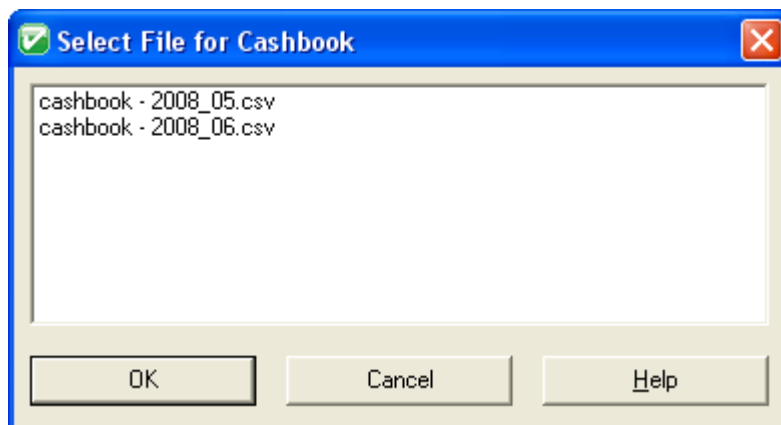 Select File for Cashbook
cashbook - 2008_05.csv
cashbook - 2008_06.csv
OK
Cancel
Help